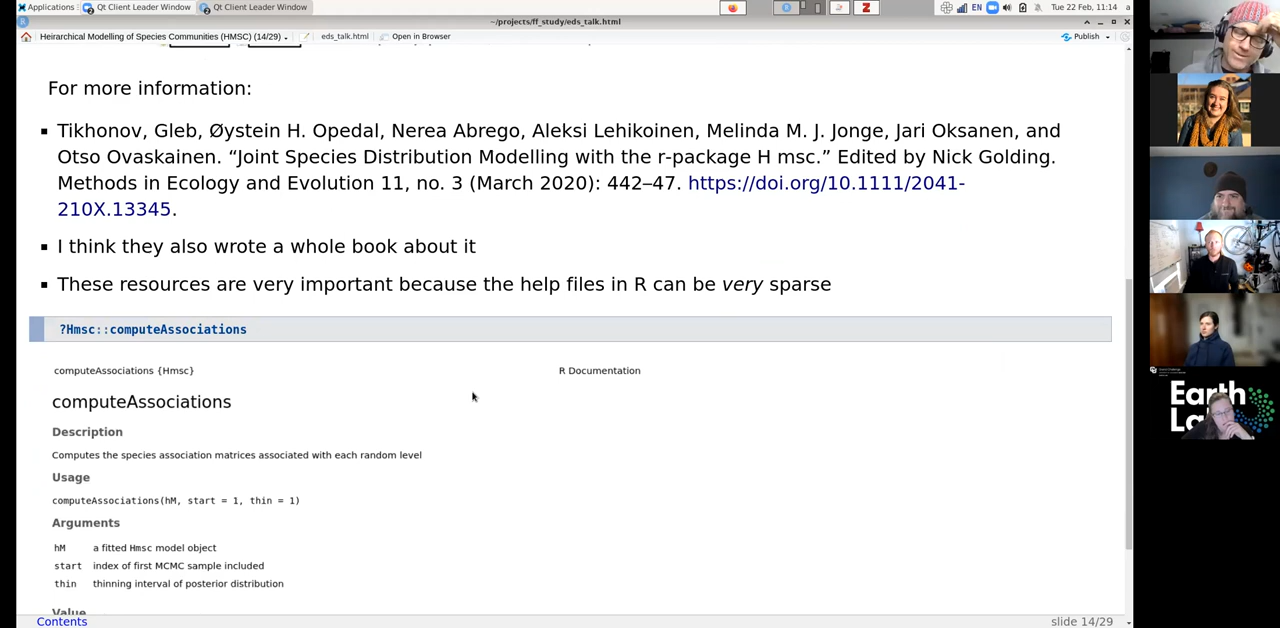 Applications
Qt Client Leader Window
Qt Client Leader Window
EN
Tue 22 Feb, 11:14
a
~/projects/ff_study/eds_talk.html
Heirarchical Modelling of Species Communities (HMSC) (14/29)
eds_talk.html
Open in Browser
Publish
For more information:
Tikhonov, Gleb, Øystein H. Opedal, Nerea Abrego, Aleksi Lehikoinen, Melinda M. J. Jonge, Jari Oksanen, and
Otso Ovaskainen. “Joint Species Distribution Modelling with the r-package H msc.” Edited by Nick Golding.
Methods in Ecology and Evolution 11, no. 3 (March 2020): 442–47. https://doi.org/10.1111/2041-
210X.13345.
I think they also wrote a whole book about it
These resources are very important because the help files in R can be very sparse
?Hmsc::computeAssociations
computeAssociations {Hmsc}
R Documentation
computeAssociations
Description
Computes the species association matrices associated with each random level
Usage
computeAssociations(hM, start = 1, thin = 1)
Arguments
hM a fitted Hmsc model object
start index of first MCMC sample included
thin thinning interval of posterior distribution
Value
Contents
slide 14/29
Earth